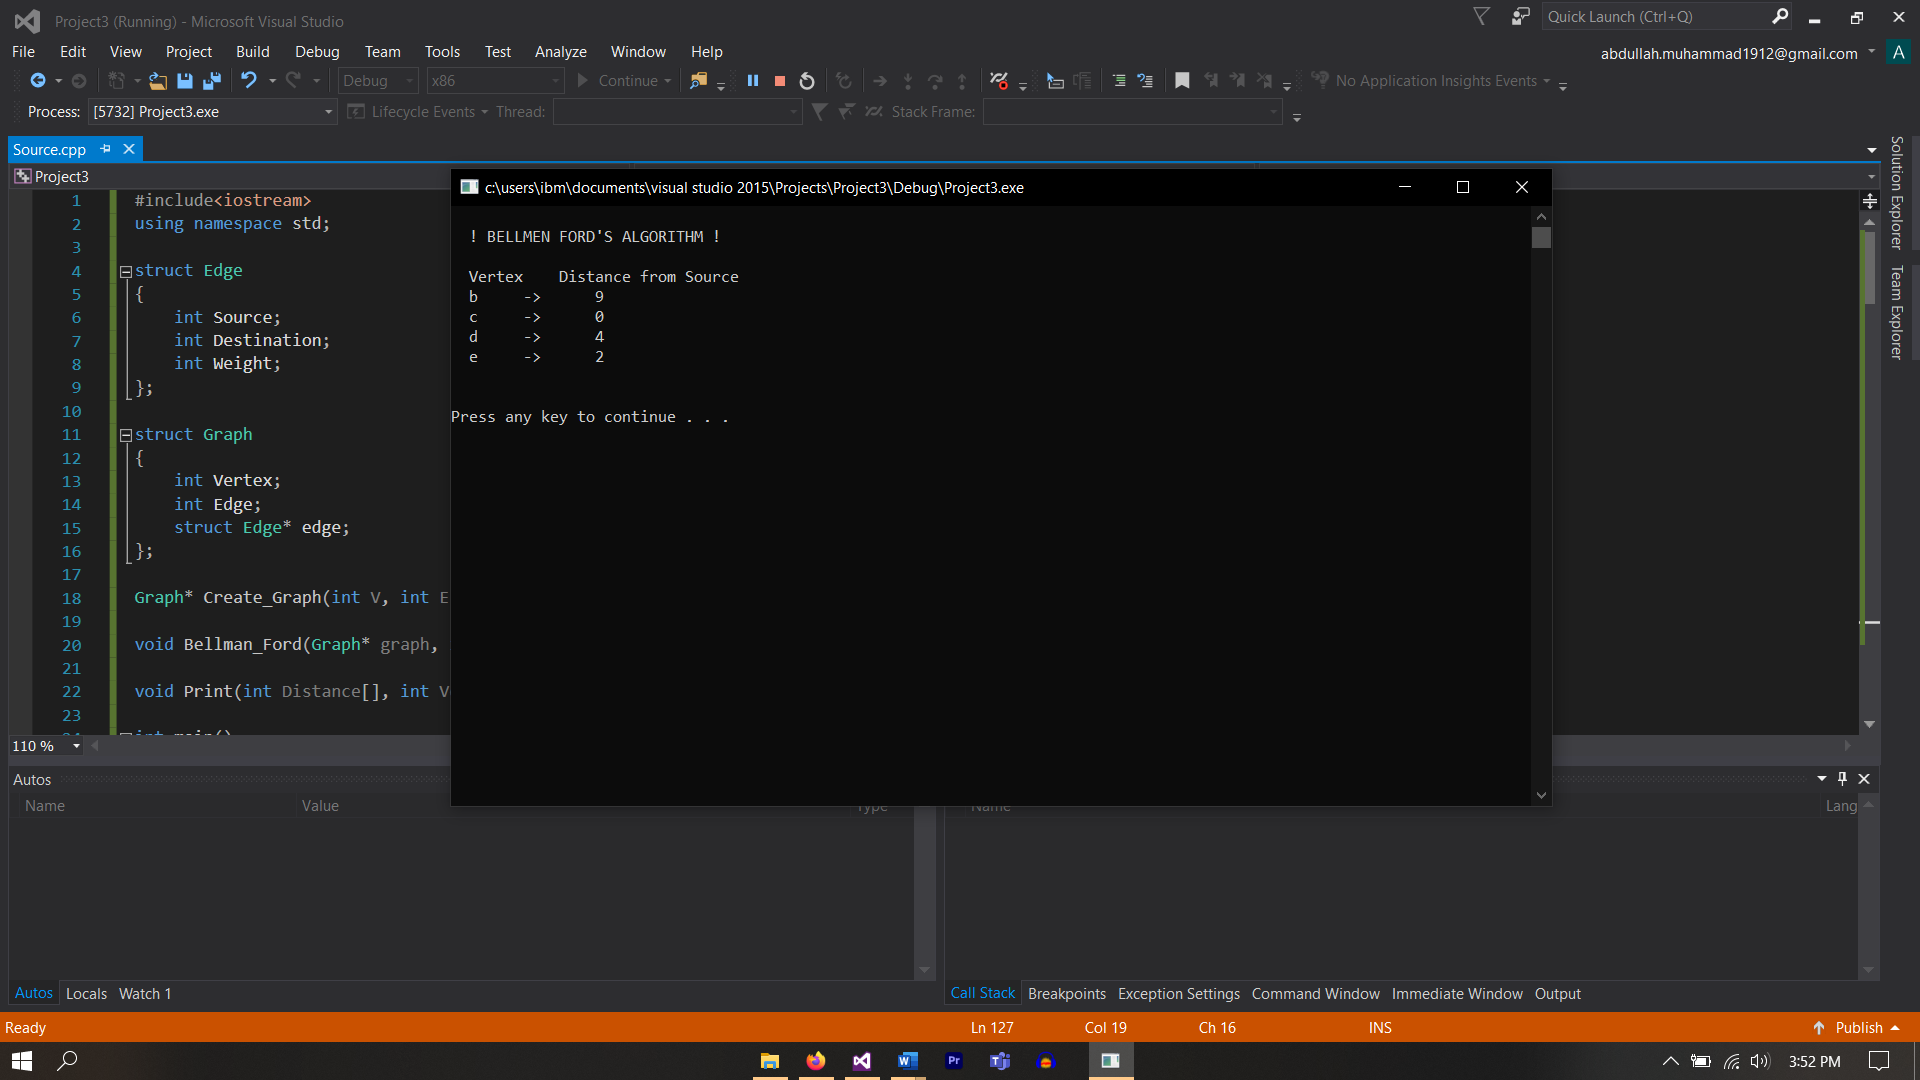 Project3 (Running) - Microsoft Visual Studio
Quick Launch (Ctrl+Q)
File Edit View Project Build Debug Team Tools Test Analyze Window Help
abdullah.muhammad1912@gmail.com A
Debug x86 Continue No Application Insights Events
Process: [5732] Project3.exe Lifecycle Events Thread: Stack Frame:
Source.cpp
Project3
1 #include<iostream>
2 using namespace std;
3
4 struct Edge
5 {
6 int Source;
7 int Destination;
8 int Weight;
9 };
10
11 struct Graph
12 {
13 int Vertex;
14 int Edge;
15 struct Edge* edge;
16 };
17
18 Graph* Create_Graph(int V, int E
19
20 void Bellman_Ford(Graph* graph,
21
22 void Print(int Distance[], int V
23
c:\users\ibm\documents\visual studio 2015\Projects\Project3\Debug\Project3.exe
! BELLMEN FORD'S ALGORITHM !
Vertex Distance from Source
b -> 9
c -> 0
d -> 4
e -> 2
Press any key to continue . . .
Solution Explorer
Team Explorer
110 %
Autos
Name Value Type
Name Lang
Autos Locals Watch 1
Call Stack Breakpoints Exception Settings Command Window Immediate Window Output
Ready Ln 127 Col 19 Ch 16 INS Publish
W Pr T 3:52 PM